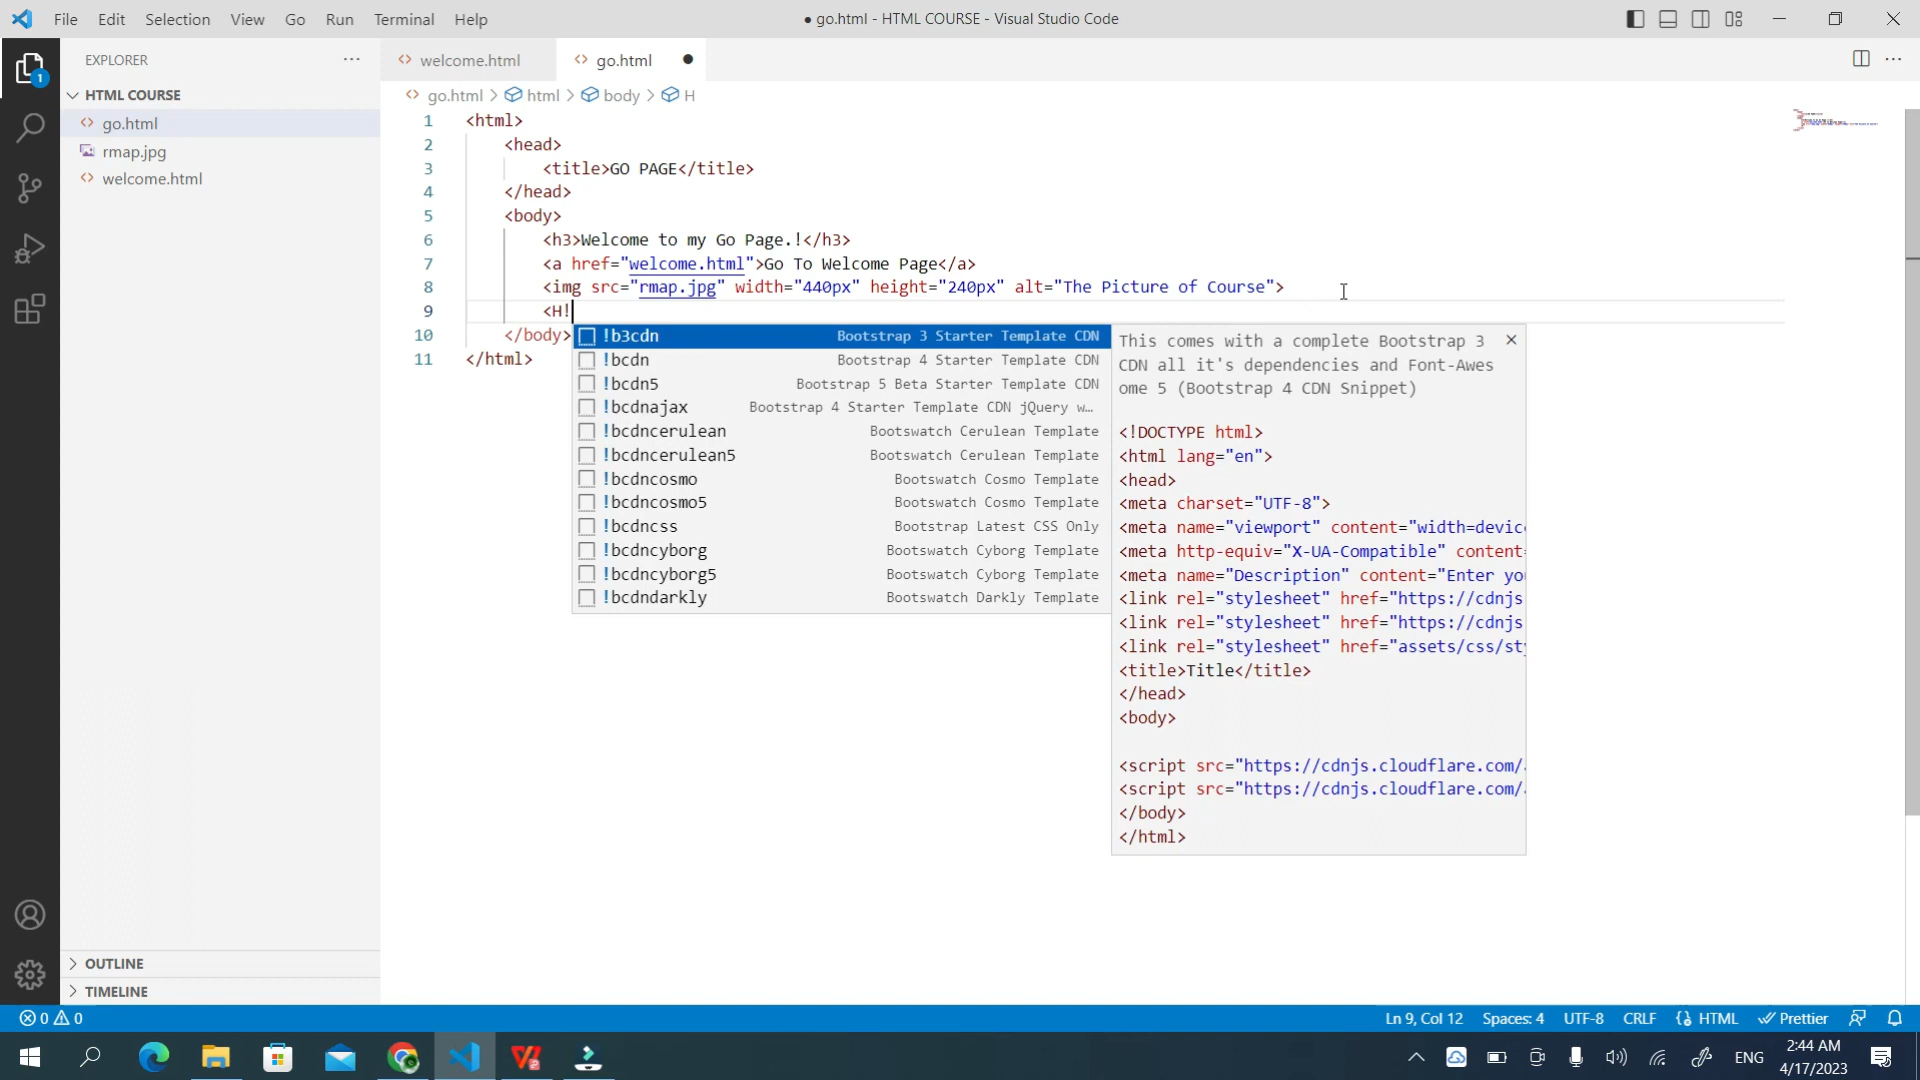 File Edit Selection View Go Run Terminal Help
● go.html - HTML COURSE - Visual Studio Code
EXPLORER ···
HTML COURSE
go.html
rmap.jpg
welcome.html
OUTLINE
TIMELINE
welcome.html
go.html ●
go.html > html > body > H
1 <html>
2 <head>
3 <title>GO PAGE</title>
4 </head>
5 <body>
6 <h3>Welcome to my Go Page.!</h3>
7 <a href="welcome.html">Go To Welcome Page</a>
8 <img src="rmap.jpg" width="440px" height="240px" alt="The Picture of Course">
9 <H!
10 </body>
11 </html>
!b3cdn Bootstrap 3 Starter Template CDN
!bcdn Bootstrap 4 Starter Template CDN
!bcdn5 Bootstrap 5 Beta Starter Template CDN
!bcdnajax Bootstrap 4 Starter Template CDN jQuery w…
!bcdncerulean Bootswatch Cerulean Template
!bcdncerulean5 Bootswatch Cerulean Template
!bcdncosmo Bootswatch Cosmo Template
!bcdncosmo5 Bootswatch Cosmo Template
!bcdncss Bootstrap Latest CSS Only
!bcdncyborg Bootswatch Cyborg Template
!bcdncyborg5 Bootswatch Cyborg Template
!bcdndarkly Bootswatch Darkly Template
This comes with a complete Bootstrap 3
CDN all it's dependencies and Font-Awes
ome 5 (Bootstrap 4 CDN Snippet)
<!DOCTYPE html>
<html lang="en">
<head>
<meta charset="UTF-8">
<meta name="viewport" content="width=devic
<meta http-equiv="X-UA-Compatible" content
<meta name="Description" content="Enter yo
<link rel="stylesheet" href="https://cdnjs
<link rel="stylesheet" href="https://cdnjs
<link rel="stylesheet" href="assets/css/st
<title>Title</title>
</head>
<body>
<script src="https://cdnjs.cloudflare.com/
<script src="https://cdnjs.cloudflare.com/
</body>
</html>
1
0 0
Ln 9, Col 12 Spaces: 4 UTF-8 CRLF HTML Prettier
ENG
2:44 AM
4/17/2023